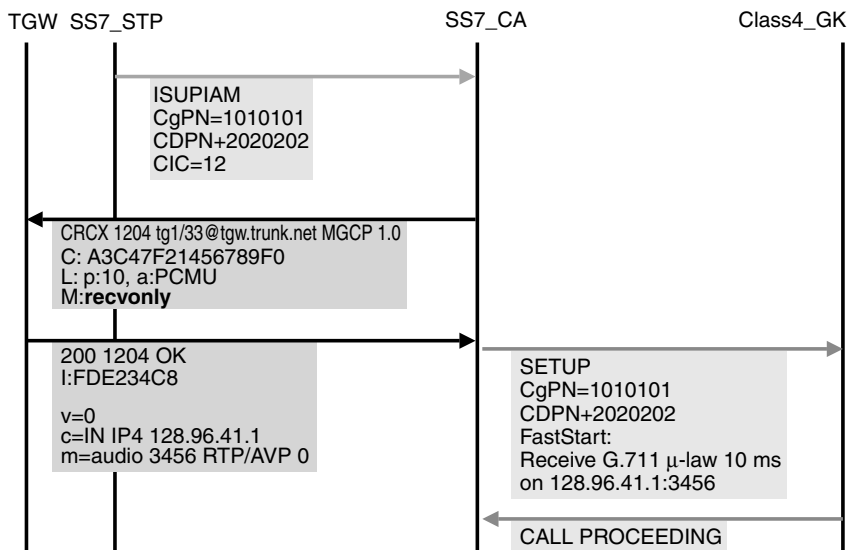 TGW SS7_STP SS7_CA Class4_GK
ISUPIAM
CgPN=1010101
CDPN+2020202
CIC=12
CRCX 1204 tg1/33@tgw.trunk.net MGCP 1.0
C: A3C47F21456789F0
L: p:10, a:PCMU
M:recvonly
200 1204 OK
I:FDE234C8
v=0
c=IN IP4 128.96.41.1
m=audio 3456 RTP/AVP 0
SETUP
CgPN=1010101
CDPN+2020202
FastStart:
Receive G.711 μ-law 10 ms
on 128.96.41.1:3456
CALL PROCEEDING